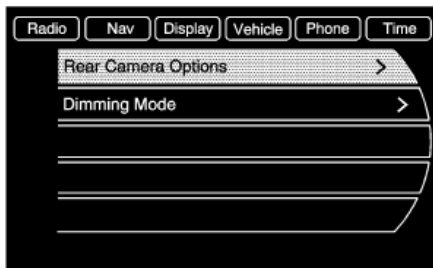 Radio Nav Display Vehicle Phone Time
Rear Camera Options >
Dimming Mode >